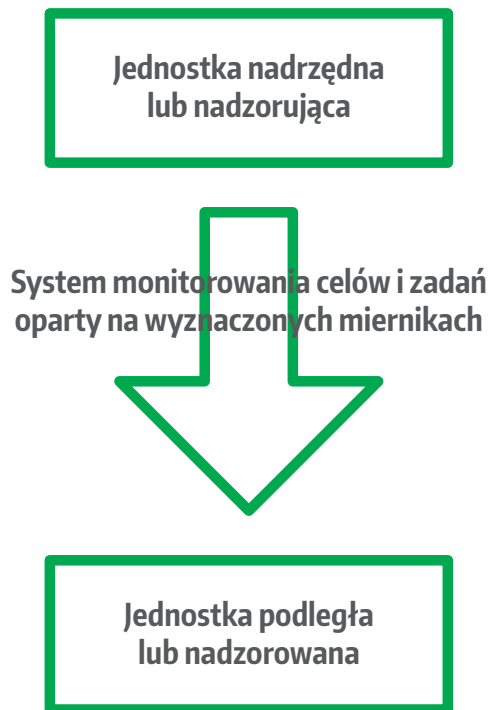 Jednostka nadrzędna
lub nadzorująca
System monitorowania celów i zadań
oparty na wyznaczonych miernikach
Jednostka podległa
lub nadzorowana